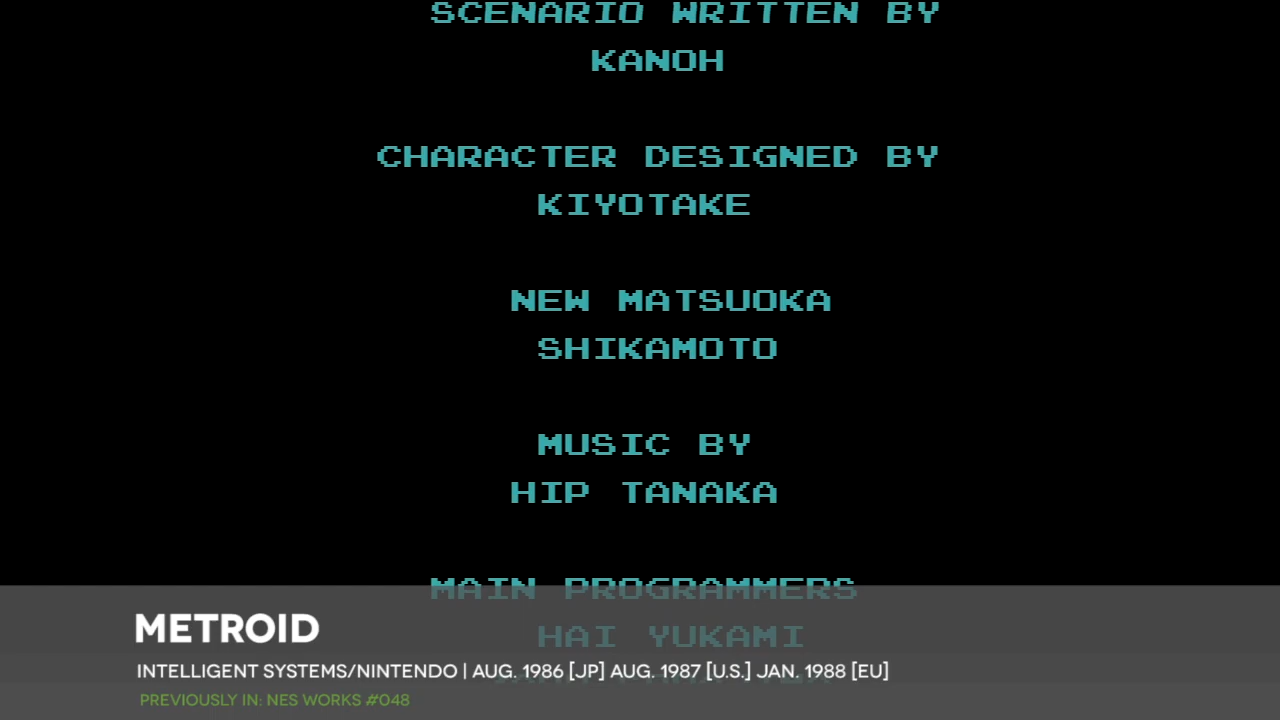 SCENARIO WRITTEN BY
KANOH
CHARACTER DESIGNED BY
KIYOTAKE
NEW MATSUOKA
SHIKAMOTO
MUSIC BY
HIP TANAKA
MAIN PROGRAMMERS
HAI YUKAMI
METROID
INTELLIGENT SYSTEMS/NINTENDO | AUG. 1986 [JP] AUG. 1987 [U.S.] JAN. 1988 [EU]
PREVIOUSLY IN: NES WORKS #048